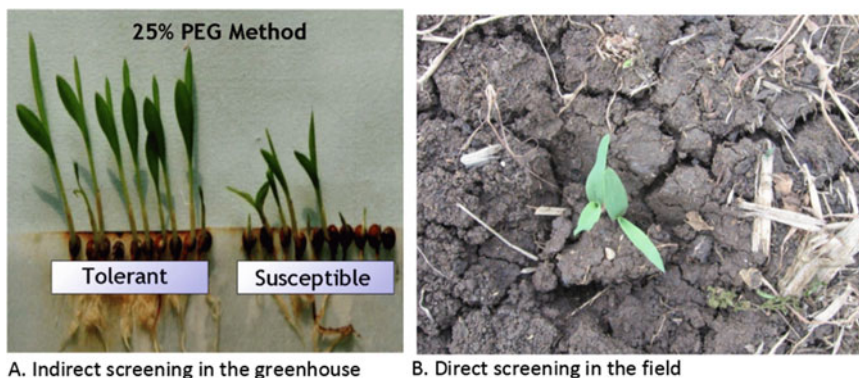 25% PEG Method
Tolerant
Susceptible
A. Indirect screening in the greenhouse
B. Direct screening in the field